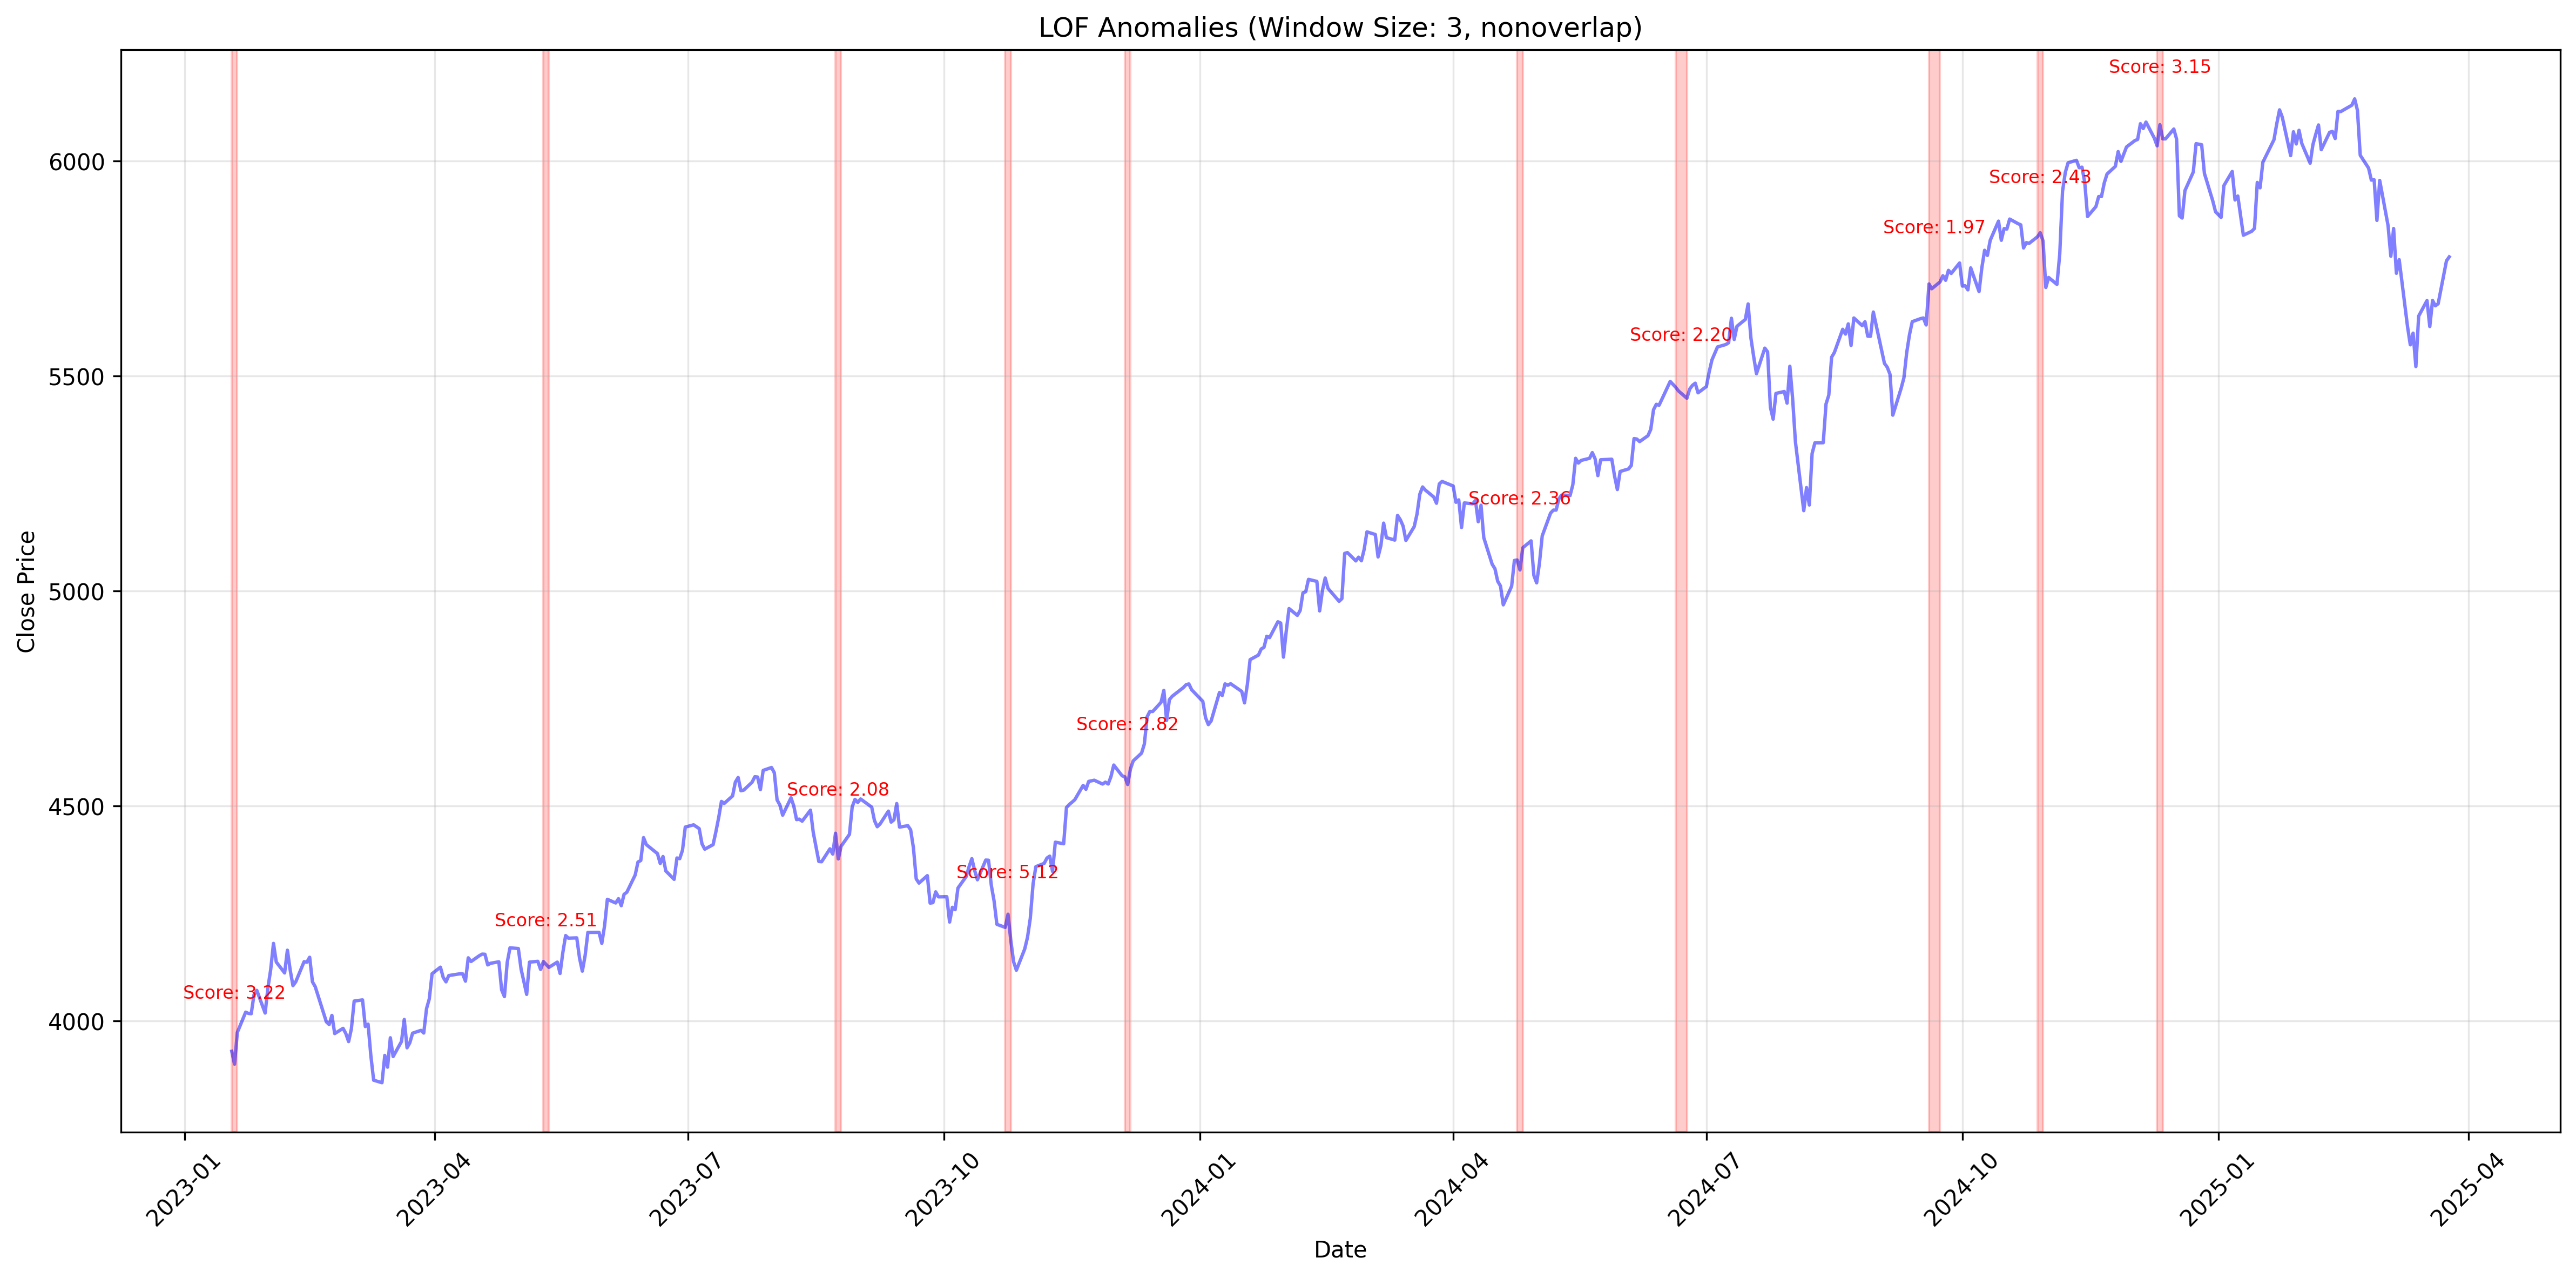 LOF Anomalies (Window Size: 3, nonoverlap)
Score: 3.15
6000
Score: 2.43
Score: 1.97
Score: 2.20
5500
Score: 2.36
5000
Close Price
Score: 2.82
Score: 2.08
4500
Score: 5.12
Score: 2.51
Score: 3.22
4000
2023-01
2023-04
2023-07
2023-10
2024-01
2024-04
2024-07
2024-10
2025-01
2025-04
Date